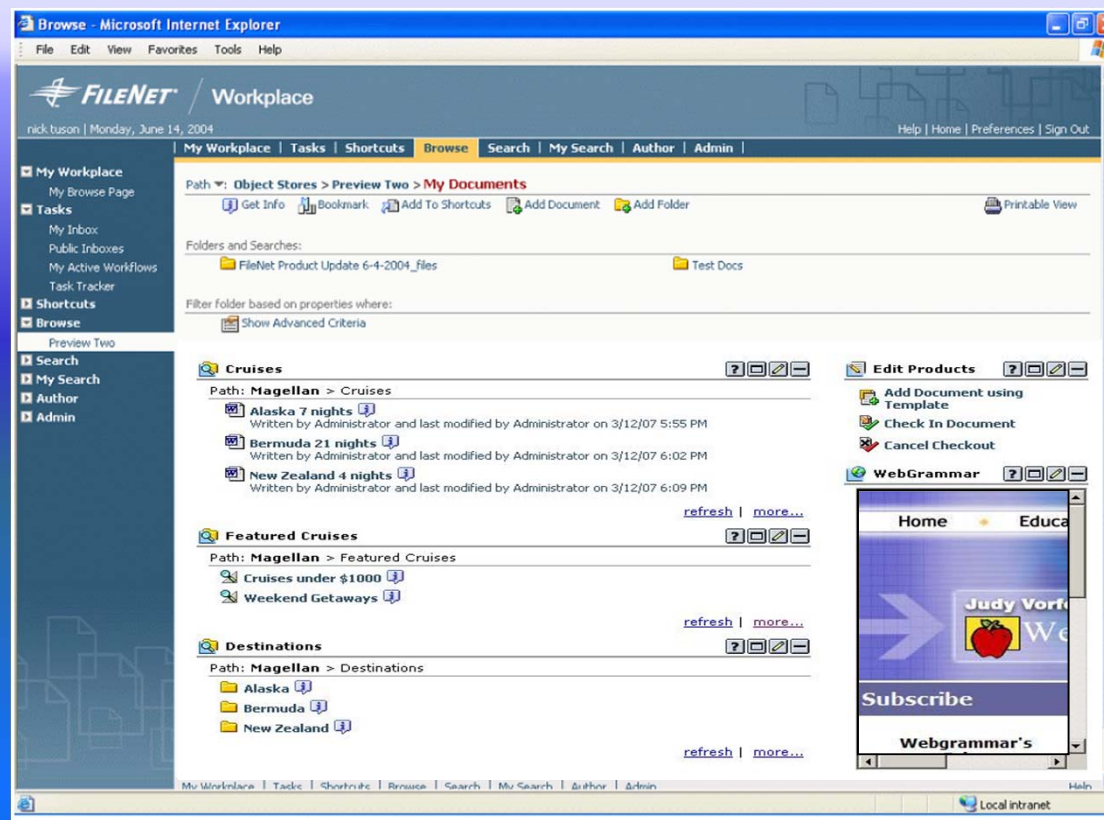 Browse - Microsoft Internet Explorer
File Edit View Favorites Tools Help
FILENET / Workplace
nick tuson | Monday, June 14, 2004
Help | Home | Preferences | Sign Out
My Workplace | Tasks | Shortcuts Browse Search | My Search | Author | Admin |
My Workplace
My Browse Page
Tasks
My Inbox
Public Inboxes
My Active Workflows
Task Tracker
Shortcuts
Browse
Preview Two
Search
My Search
Author
Admin
Path : Object Stores > Preview Two > My Documents
Get Info Bookmark Add To Shortcuts Add Document Add Folder Printable View
Folders and Searches:
FileNet Product Update 6-4-2004_files Test Docs
Filter folder based on properties where:
Show Advanced Criteria
Cruises
Path: Magellan > Cruises
Alaska 7 nights
Written by Administrator and last modified by Administrator on 3/12/07 5:55 PM
Bermuda 21 nights
Written by Administrator and last modified by Administrator on 3/12/07 6:02 PM
New Zealand 4 nights
Written by Administrator and last modified by Administrator on 3/12/07 6:09 PM
refresh | more...
Featured Cruises
Path: Magellan > Featured Cruises
Cruises under $1000
Weekend Getaways
refresh | more...
Destinations
Path: Magellan > Destinations
Alaska
Bermuda
New Zealand
refresh | more...
Edit Products
Add Document using
Template
Check In Document
Cancel Checkout
WebGrammar
Home Educa
Judy Vorf
We
Subscribe
Webgrammar's
My Workplace | Tasks | Shortcuts | Browse | Search | My Search | Author | Admin
Help
Local intranet